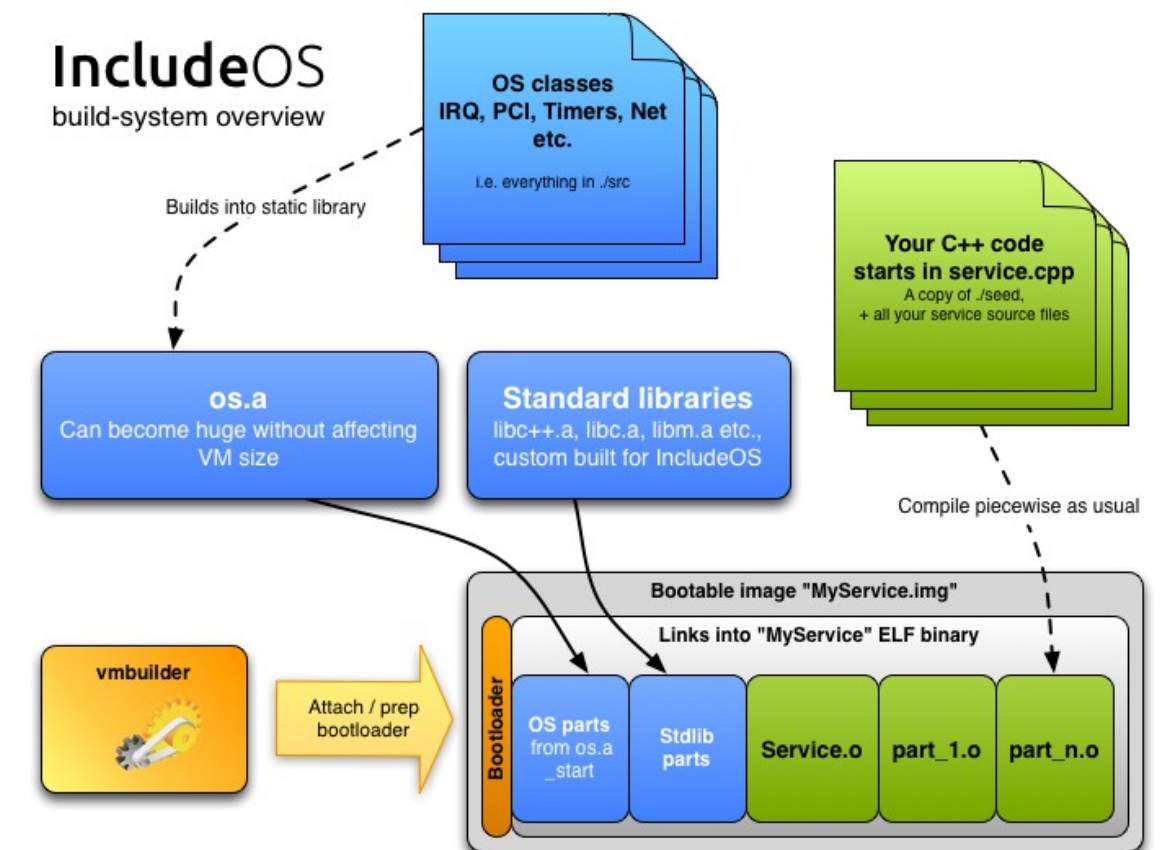 IncludeOS
build-system overview
OS classes
IRQ, PCI, Timers, Net
etc.
i.e. everything in ./src
Builds into static library
Your C++ code
starts in service.cpp
A copy of ./seed,
+ all your service source files
os.a
Can become huge without affecting
VM size
Standard libraries
libc++.a, libc.a, libm.a etc.,
custom built for IncludeOS
Compile piecewise as usual
Bootable image "MyService.img"
Links into "MyService" ELF binary
vmbuilder
Attach / prep
bootloader
Bootloader
OS parts
from os.a
_start
Stdlib
parts
Service.o
part_1.o
part_n.o